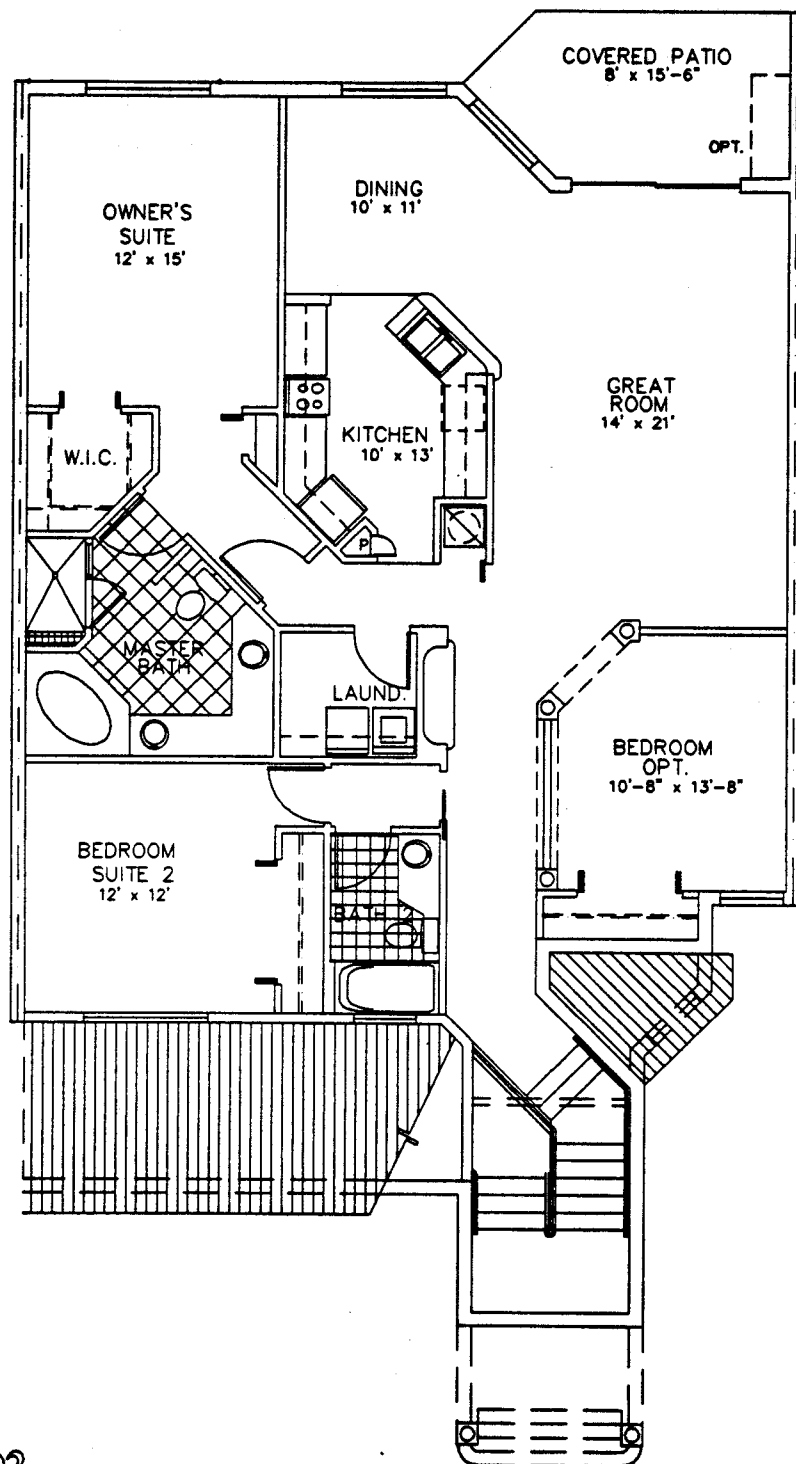 COVERED PATIO
8' x 15'-6"
OPT.
DINING
10' x 11'
OWNER'S
SUITE
12' x 15'
GREAT
ROOM
14' x 21'
KITCHEN
10' x 13'
W.I.C.
P
MASTER
BATH
LAUND.
BEDROOM
OPT.
10'-8" x 13'-8"
BEDROOM
SUITE 2
12' x 12'
BATH 2